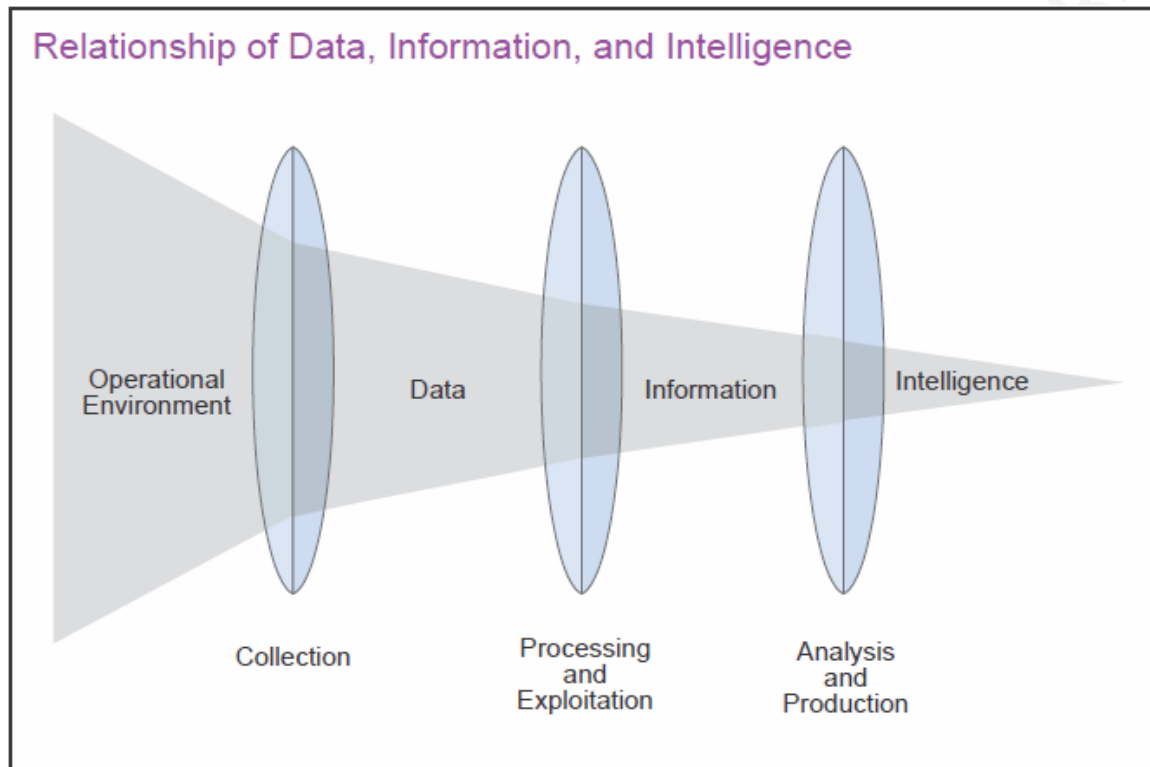 Relationship of Data, Information, and Intelligence
Operational
Environment
Data
Information
Intelligence
Collection
Processing
and
Exploitation
Analysis
and
Production